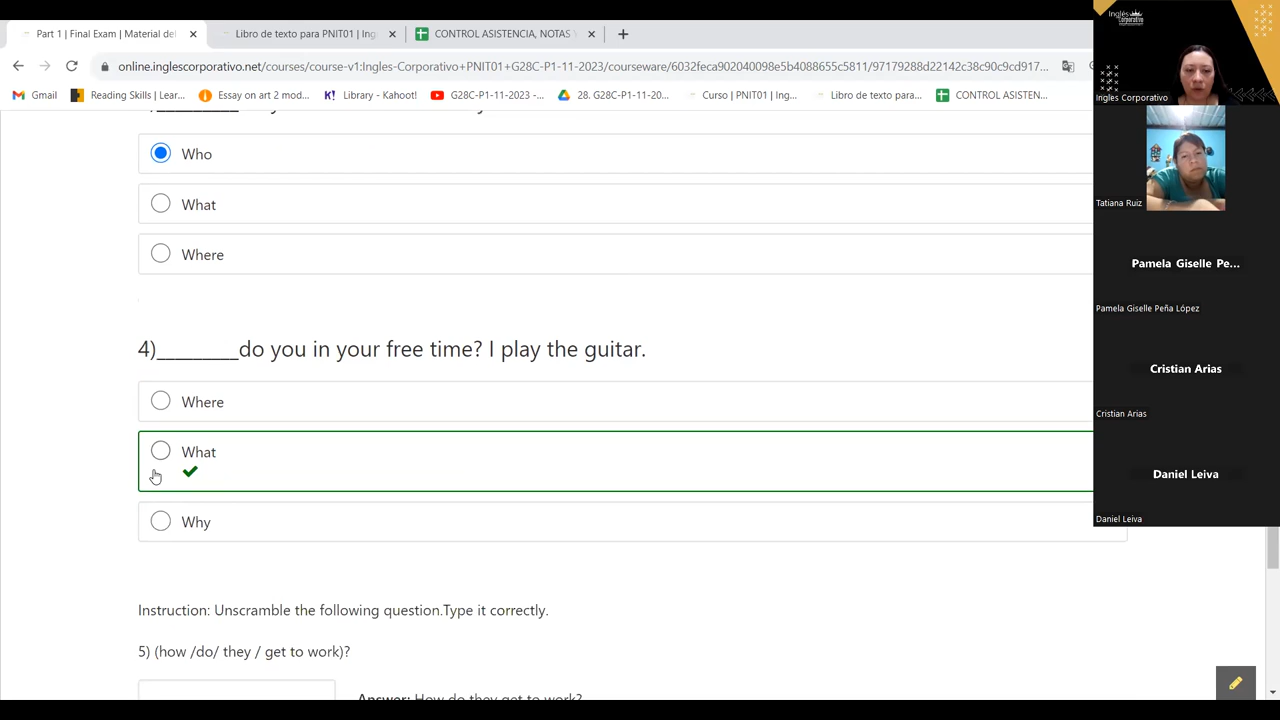 Part 1 | Final Exam | Material del
Libro de texto para PNIT01 | Ing
CONTROL ASISTENCIA, NOTAS
online.inglescorporativo.net/courses/course-v1:Ingles-Corporativo+PNIT01+G28C-P1-11-2023/courseware/6032feca902040098e5b4088655c5811/97179288d22142c38c90c9cd917...
Gmail
Reading Skills | Lear...
Essay on art 2 mod...
Library - Kahoot!
G28C-P1-11-2023 -...
28. G28C-P1-11-20...
Curso | PNIT01 | Ing...
Libro de texto para...
CONTROL ASISTEN...
Who
What
Where
4)_________do you in your free time? I play the guitar.
Where
What
Why
Instruction: Unscramble the following question.Type it correctly.
5) (how /do/ they / get to work)?
Answer: How do they get to work?
Inglés
Corporativo
Ingles Corporativo
Tatiana Ruiz
Pamela Giselle Pe...
Pamela Giselle Peña López
Cristian Arias
Cristian Arias
Daniel Leiva
Daniel Leiva